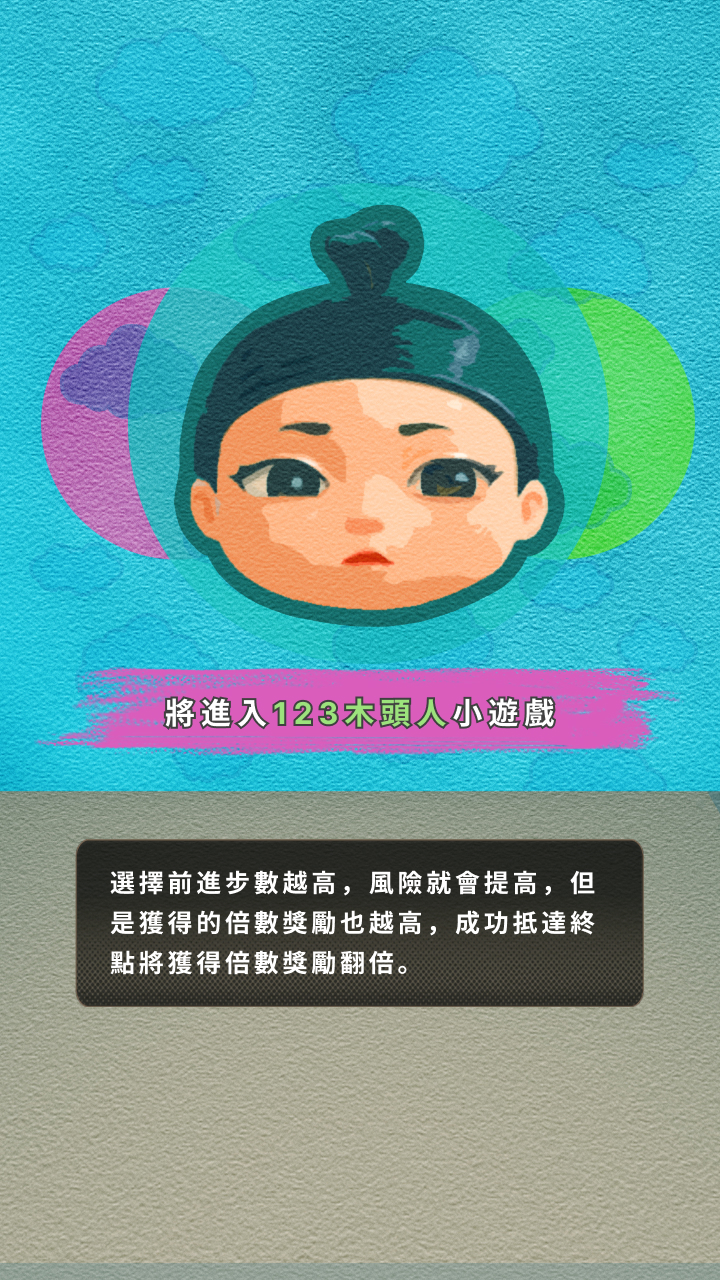 將進入123木頭人小遊戲
選擇前進步數越高，風險就會提高，但
是獲得的倍數獎勵也越高，成功抵達終
點將獲得倍數獎勵翻倍。